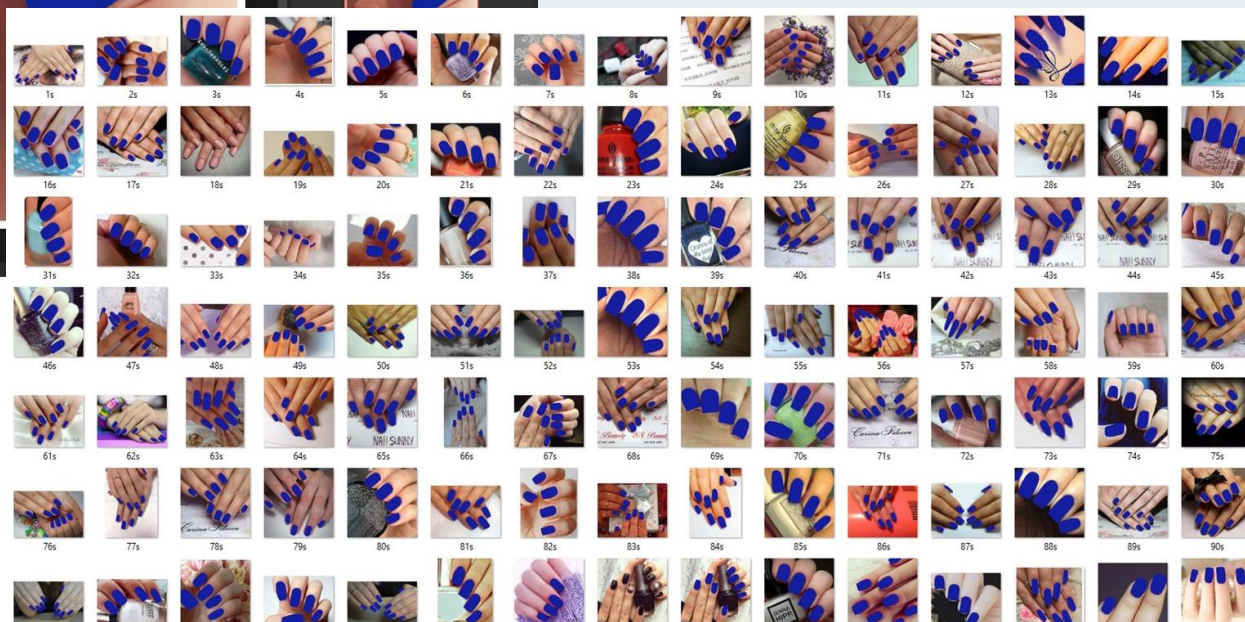 1s 2s 3s 4s 5s 6s 7s 8s 9s 10s 11s 12s 13s 14s 15s
16s 17s 18s 19s 20s 21s 22s 23s 24s 25s 26s 27s 28s 29s 30s
31s 32s 33s 34s 35s 36s 37s 38s 39s 40s 41s 42s 43s 44s 45s
NAILSUNNY
46s 47s 48s 49s 50s 51s 52s 53s 54s 55s 56s 57s 58s 59s 60s
NAILSUNNY
61s 62s 63s 64s 65s 66s 67s 68s 69s 70s 71s 72s 73s 74s 75s
76s 77s 78s 79s 80s 81s 82s 83s 84s 85s 86s 87s 88s 89s 90s
JENNA
HIPP